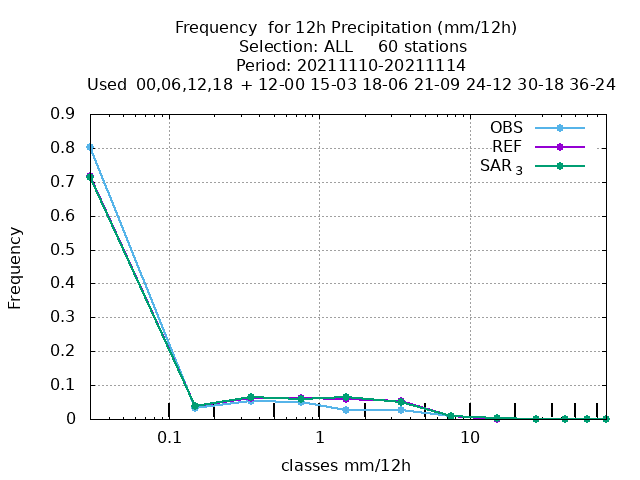 Frequency  for 12h Precipitation (mm/12h)
Selection: ALL     60 stations
Period: 20211110-20211114
Used  00,06,12,18  + 12-00 15-03 18-06 21-09 24-12 30-18 36-24
OBS
REF
SAR 3
0.9
0.8
0.7
0.6
0.5
0.4
0.3
0.2
0.1
0
Frequency
0.1 1 10
classes mm/12h